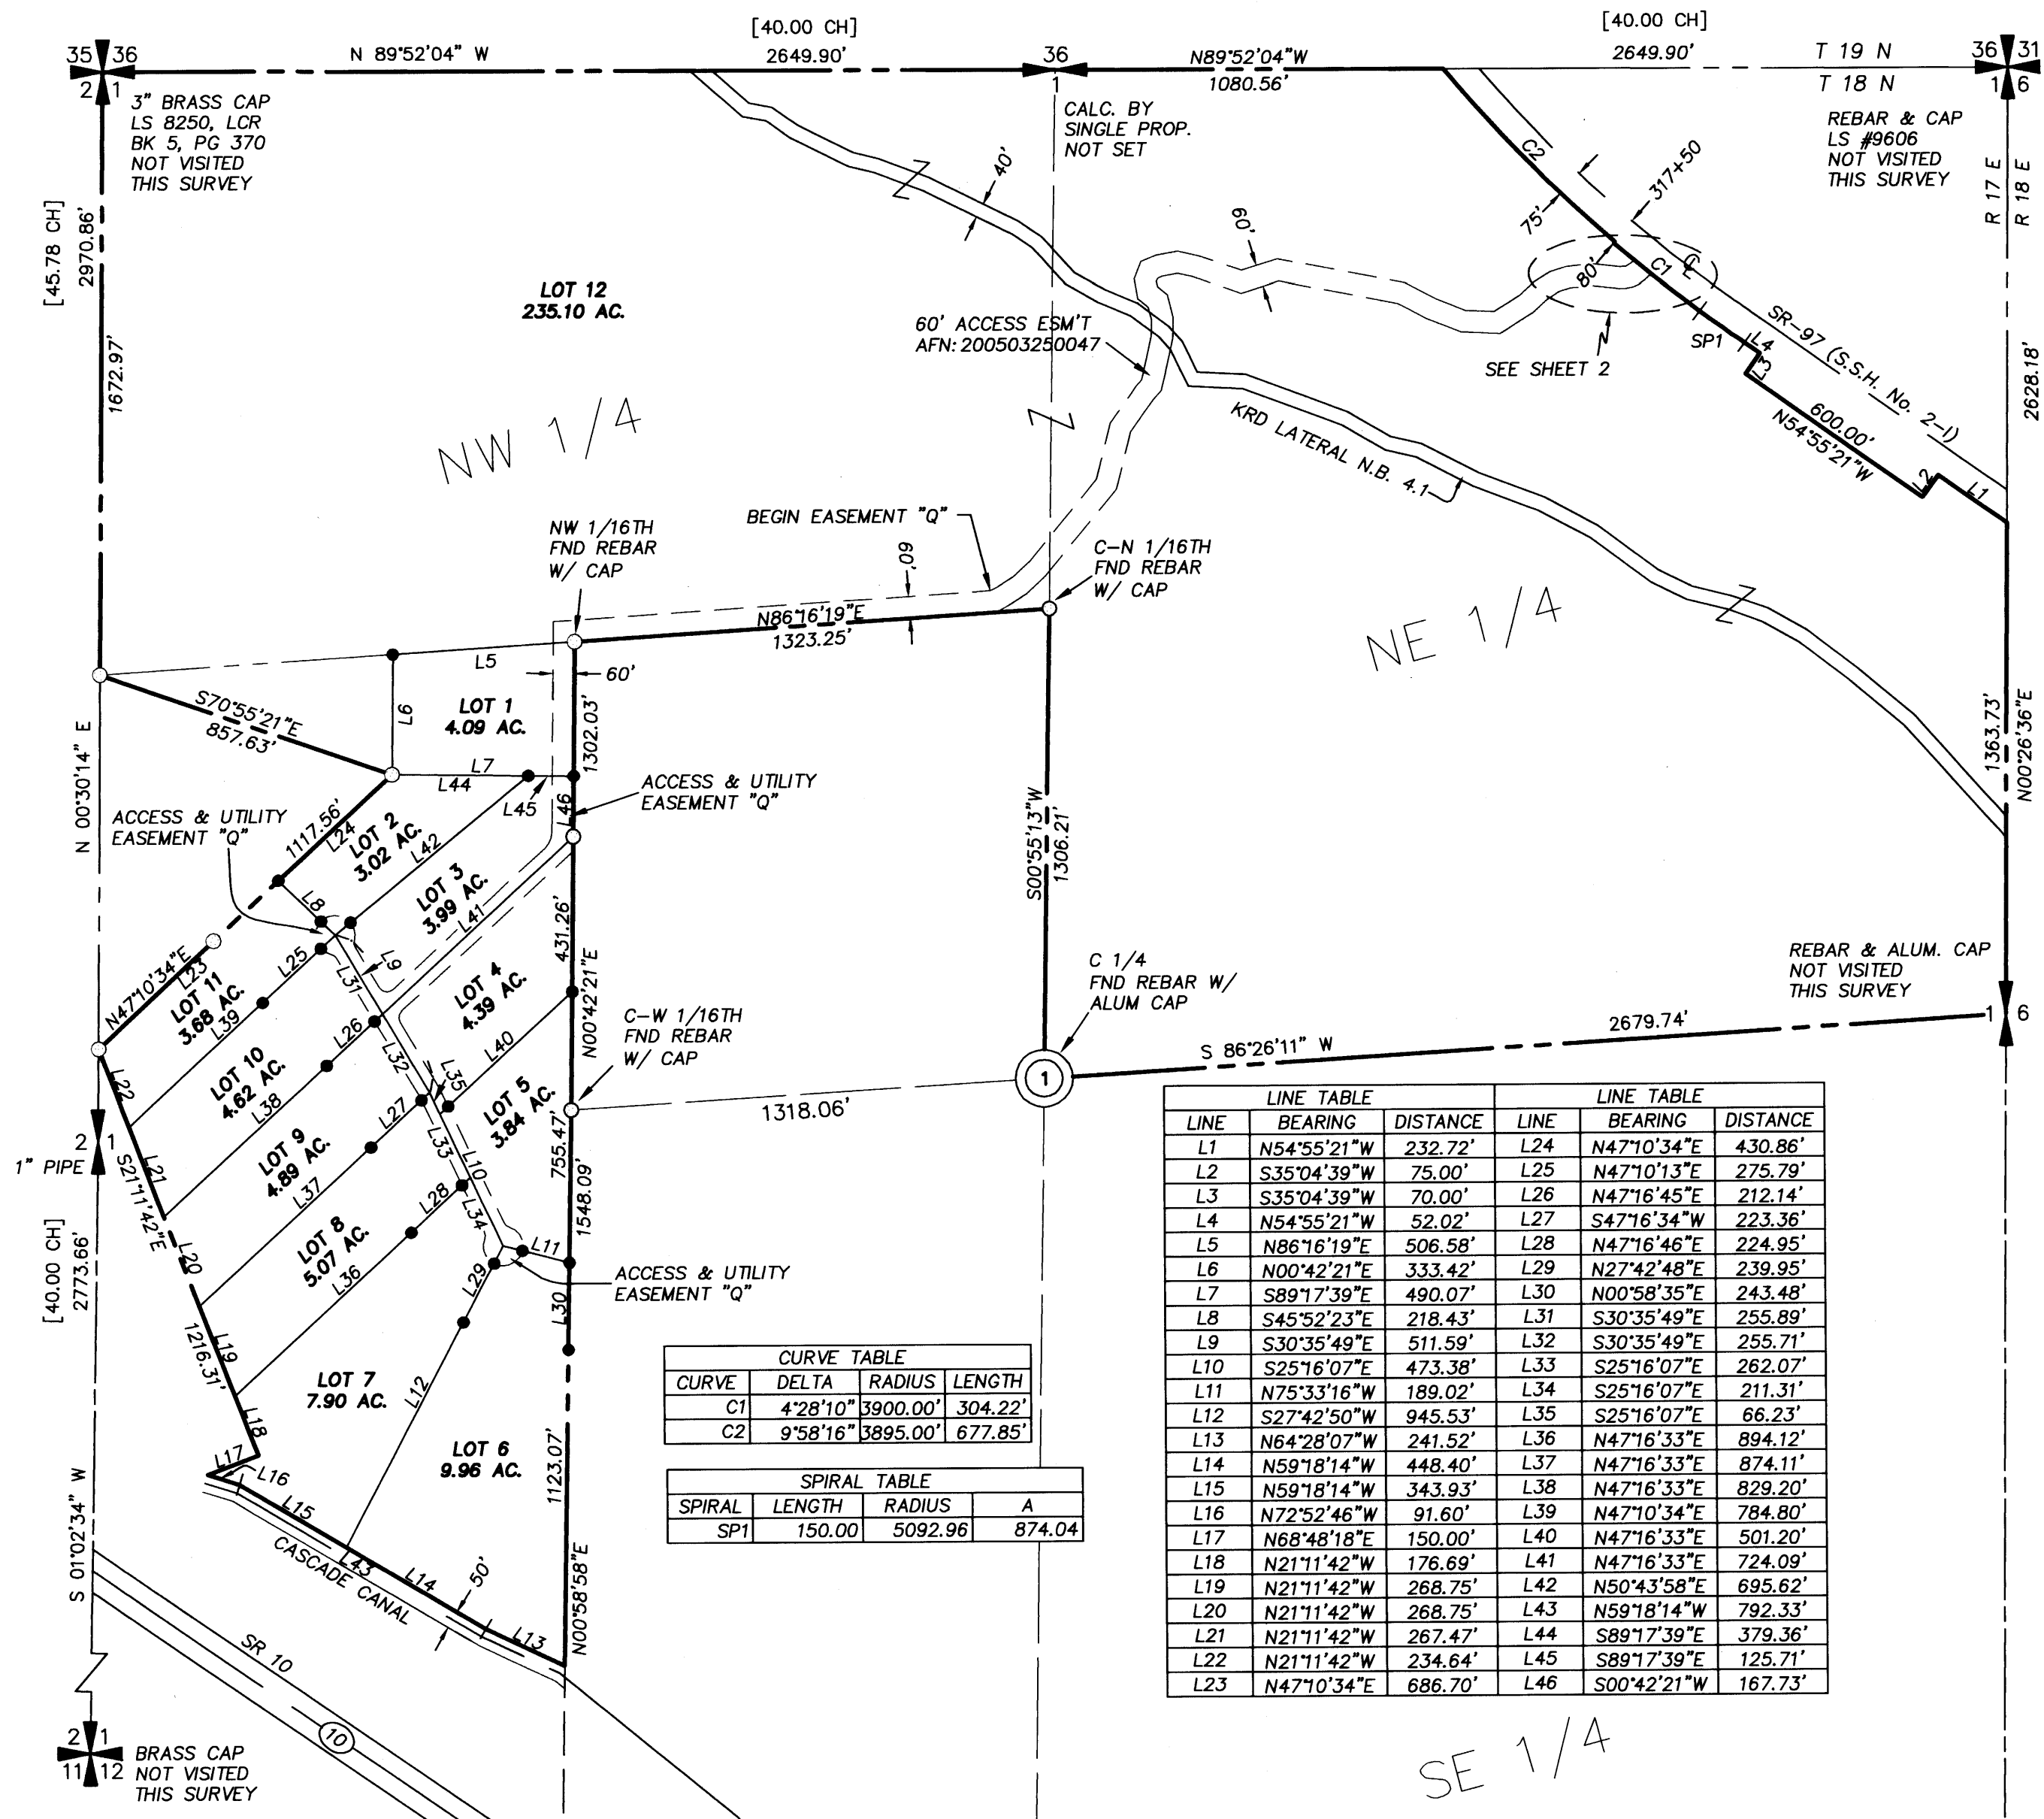 [40.00 CH]
[40.00 CH]
35 36
N 89°52'04" W
2649.90'
36
N89°52'04"W
2649.90'
T 19 N
36 31
2 1
1
1080.56'
T 18 N
1 6
3" BRASS CAP
LS 8250, LCR
BK 5, PG 370
NOT VISITED
THIS SURVEY
CALC. BY
SINGLE PROP.
NOT SET
REBAR & CAP
LS #9606
NOT VISITED
THIS SURVEY
R 17 E
R 18 E
[45.78 CH]
2970.86'
1672.97'
40'
C2
317+50
75'
60'
80'
C1
SP1
L4
L3
SR-97 (S.S.H. No. 2-I)
600.00'
N54°55'21"W
L2
L1
2628.18'
LOT 12
235.10 AC.
60' ACCESS ESM'T
AFN: 200503250047
SEE SHEET 2
KRD LATERAL N.B. 4.1
NW 1/4
BEGIN EASEMENT "Q"
NW 1/16TH
FND REBAR
W/ CAP
60'
C-N 1/16TH
FND REBAR
W/ CAP
N86°16'19"E
1323.25'
NE 1/4
L5
60'
S70°55'21"E
857.63'
L6
LOT 1
4.09 AC.
1302.03'
1363.73'
N00°26'36"E
N 00°30'14" E
L7
L44
L45
L46
ACCESS & UTILITY
EASEMENT "Q"
ACCESS & UTILITY
EASEMENT "Q"
1117.56'
L24
LOT 2
3.02 AC.
L42
S00°55'13"W
1306.21'
L8
LOT 3
3.99 AC.
L41
431.26'
N00°42'21"E
N47°10'34"E
L23
L25
L31
L9
LOT 11
3.68 AC.
L39
LOT 4
4.39 AC.
C 1/4
FND REBAR W/
ALUM CAP
REBAR & ALUM. CAP
NOT VISITED
THIS SURVEY
C-W 1/16TH
FND REBAR
W/ CAP
L26
L32
L35
L40
2679.74'
1 6
S 86°26'11" W
1
1318.06'
L22
LOT 10
4.62 AC.
L38
L27
LOT 5
3.84 AC.
755.47'
2 1
1" PIPE
L21
S21°11'42"E
LOT 9
4.89 AC.
L37
L33
L10
L28
L34
1548.09'
[40.00 CH]
2773.66'
L20
LOT 8
5.07 AC.
L36
L29
L11
ACCESS & UTILITY
EASEMENT "Q"
L30
1216.31'
L19
LOT 7
7.90 AC.
L12
L18
LOT 6
9.96 AC.
1123.07'
L17
L16
L15
CASCADE CANAL
L43
L14
50'
L13
N00°58'58"E
S 01°02'34" W
SR 10
10
2 1
11 12
BRASS CAP
NOT VISITED
THIS SURVEY
CURVE TABLE
CURVE DELTA RADIUS LENGTH
C1 4°28'10" 3900.00' 304.22'
C2 9°58'16" 3895.00' 677.85'
SPIRAL TABLE
SPIRAL LENGTH RADIUS A
SP1 150.00 5092.96 874.04
LINE TABLE LINE TABLE
LINE BEARING DISTANCE LINE BEARING DISTANCE
L1 N54°55'21"W 232.72' L24 N47°10'34"E 430.86'
L2 S35°04'39"W 75.00' L25 N47°10'13"E 275.79'
L3 S35°04'39"W 70.00' L26 N47°16'45"E 212.14'
L4 N54°55'21"W 52.02' L27 S47°16'34"W 223.36'
L5 N86°16'19"E 506.58' L28 N47°16'46"E 224.95'
L6 N00°42'21"E 333.42' L29 N27°42'48"E 239.95'
L7 S89°17'39"E 490.07' L30 N00°58'35"E 243.48'
L8 S45°52'23"E 218.43' L31 S30°35'49"E 255.89'
L9 S30°35'49"E 511.59' L32 S30°35'49"E 255.71'
L10 S25°16'07"E 473.38' L33 S25°16'07"E 262.07'
L11 N75°33'16"W 189.02' L34 S25°16'07"E 211.31'
L12 S27°42'50"W 945.53' L35 S25°16'07"E 66.23'
L13 N64°28'07"W 241.52' L36 N47°16'33"E 894.12'
L14 N59°18'14"W 448.40' L37 N47°16'33"E 874.11'
L15 N59°18'14"W 343.93' L38 N47°16'33"E 829.20'
L16 N72°52'46"W 91.60' L39 N47°10'34"E 784.80'
L17 N68°48'18"E 150.00' L40 N47°16'33"E 501.20'
L18 N21°11'42"W 176.69' L41 N47°16'33"E 724.09'
L19 N21°11'42"W 268.75' L42 N50°43'58"E 695.62'
L20 N21°11'42"W 268.75' L43 N59°18'14"W 792.33'
L21 N21°11'42"W 267.47' L44 S89°17'39"E 379.36'
L22 N21°11'42"W 234.64' L45 S89°17'39"E 125.71'
L23 N47°10'34"E 686.70' L46 S00°42'21"W 167.73'
SE 1/4